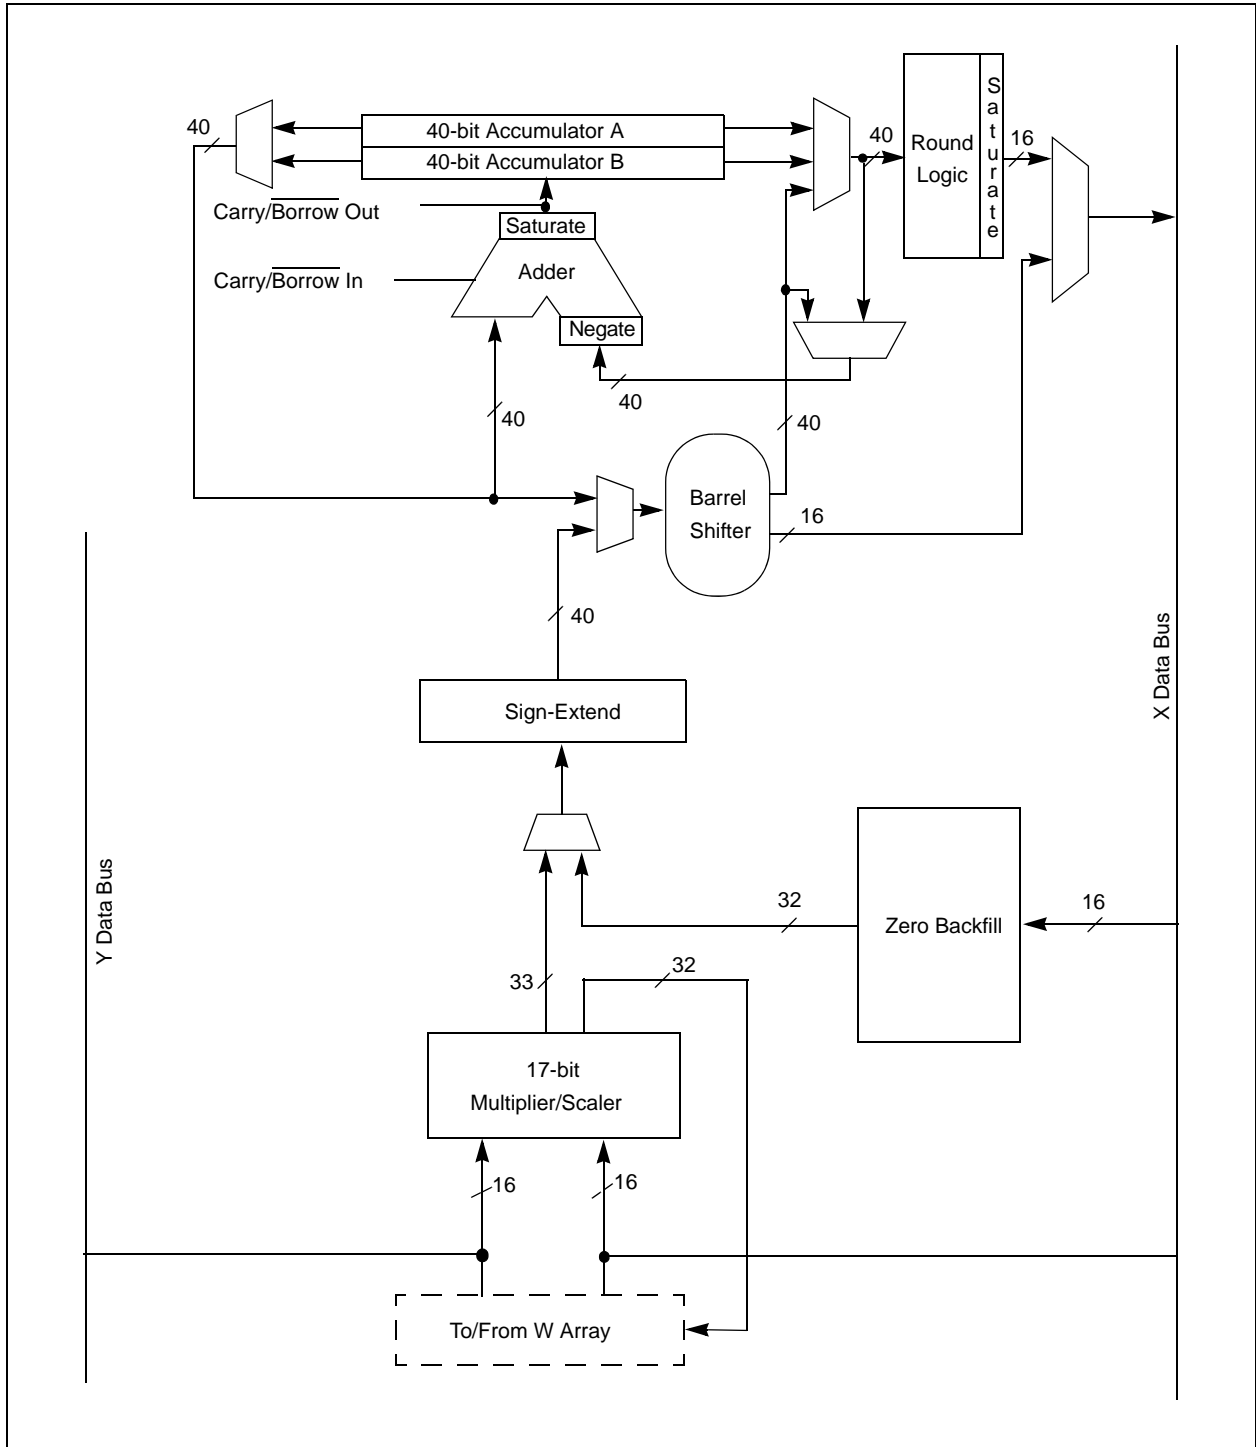 40
40-bit Accumulator A
40-bit Accumulator B
40
Round
Logic
Saturate
16
Carry/Borrow Out
Saturate
Carry/Borrow In
Adder
Negate
40
40
40
Barrel
Shifter
16
40
X Data Bus
Sign-Extend
Y Data Bus
32
Zero Backfill
16
33
32
17-bit
Multiplier/Scaler
16
16
To/From W Array